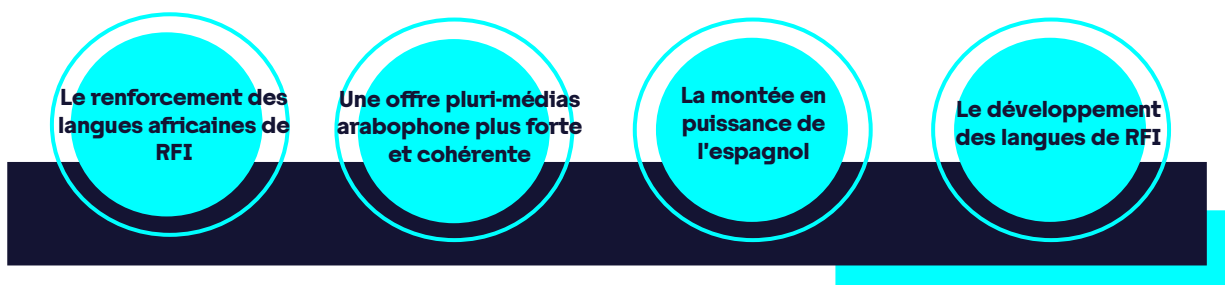 Le renforcement des
langues africaines de
RFI
Une offre pluri-médias
arabophone plus forte
et cohérente
La montée en
puissance de
l'espagnol
Le développement
des langues de RFI